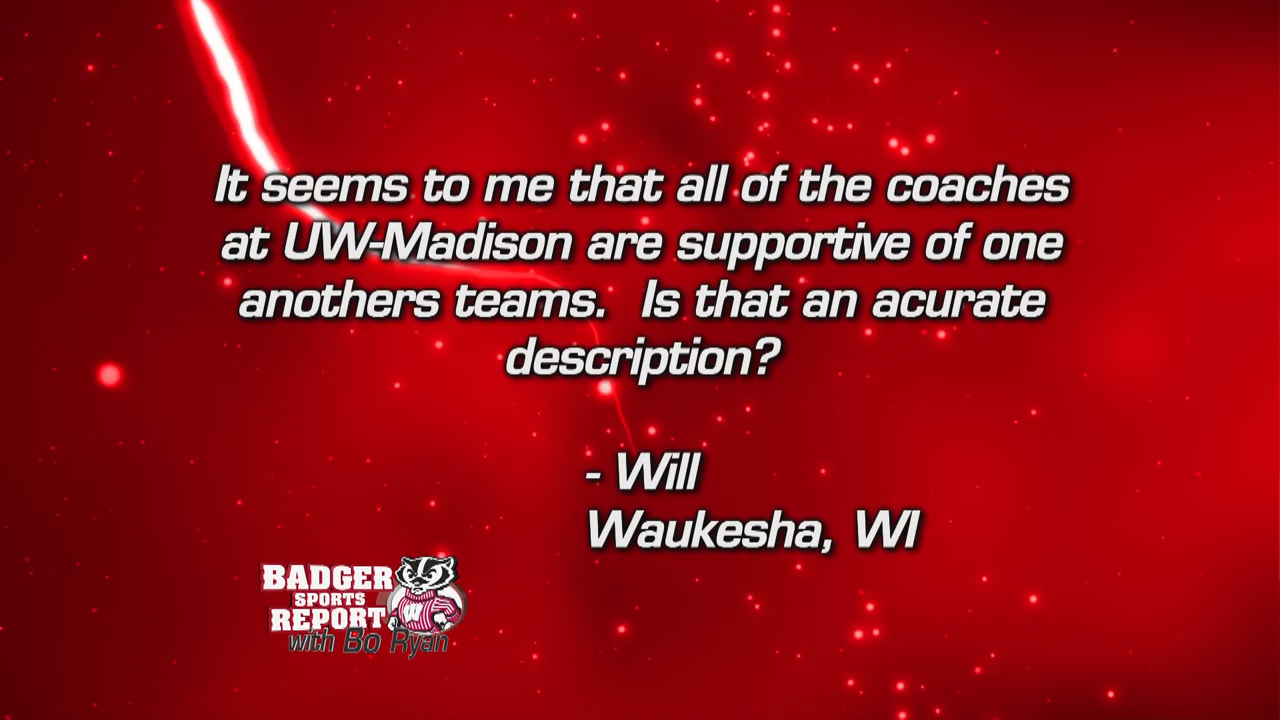 It seems to me that all of the coaches
at UW-Madison are supportive of one
anothers teams. Is that an acurate
description?
- Will
Waukesha, WI
BADGER
SPORTS
REPORT
W
with Bo Ryan